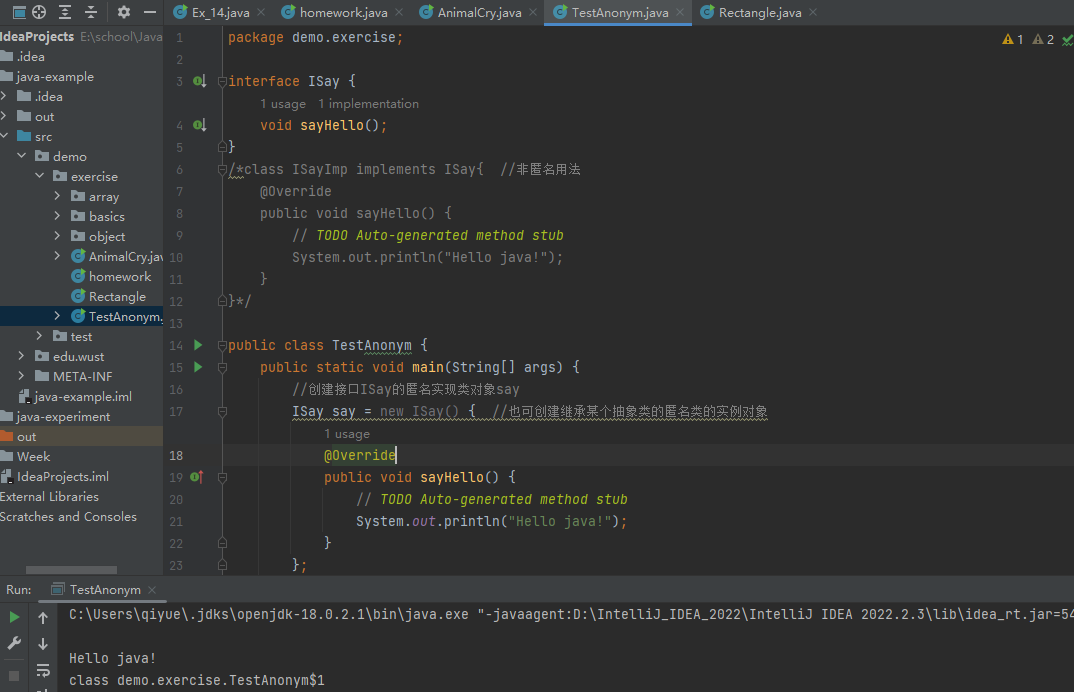 Ex_14.java
homework.java
AnimalCry.java
TestAnonym.java
Rectangle.java
IdeaProjects E:\school\Java
.idea
java-example
.idea
out
src
demo
exercise
array
basics
object
AnimalCry.jav
homework
Rectangle
TestAnonym.
test
edu.wust
META-INF
java-example.iml
java-experiment
out
Week
IdeaProjects.iml
External Libraries
Scratches and Consoles
1 package demo.exercise;
2
3 interface ISay {
1 usage 1 implementation
4 void sayHello();
5 }
6 /*class ISayImp implements ISay{ //非匿名用法
7 @Override
8 public void sayHello() {
9 // TODO Auto-generated method stub
10 System.out.println("Hello java!");
11 }
12 }*/
13
14 public class TestAnonym {
15 public static void main(String[] args) {
16 //创建接口ISay的匿名实现类对象say
17 ISay say = new ISay() { //也可创建继承某个抽象类的匿名类的实例对象
1 usage
18 @Override
19 public void sayHello() {
20 // TODO Auto-generated method stub
21 System.out.println("Hello java!");
22 }
23 };
1 2
Run: TestAnonym
C:\Users\qiyue\.jdks\openjdk-18.0.2.1\bin\java.exe "-javaagent:D:\IntelliJ_IDEA_2022\IntelliJ IDEA 2022.2.3\lib\idea_rt.jar=54
Hello java!
class demo.exercise.TestAnonym$1